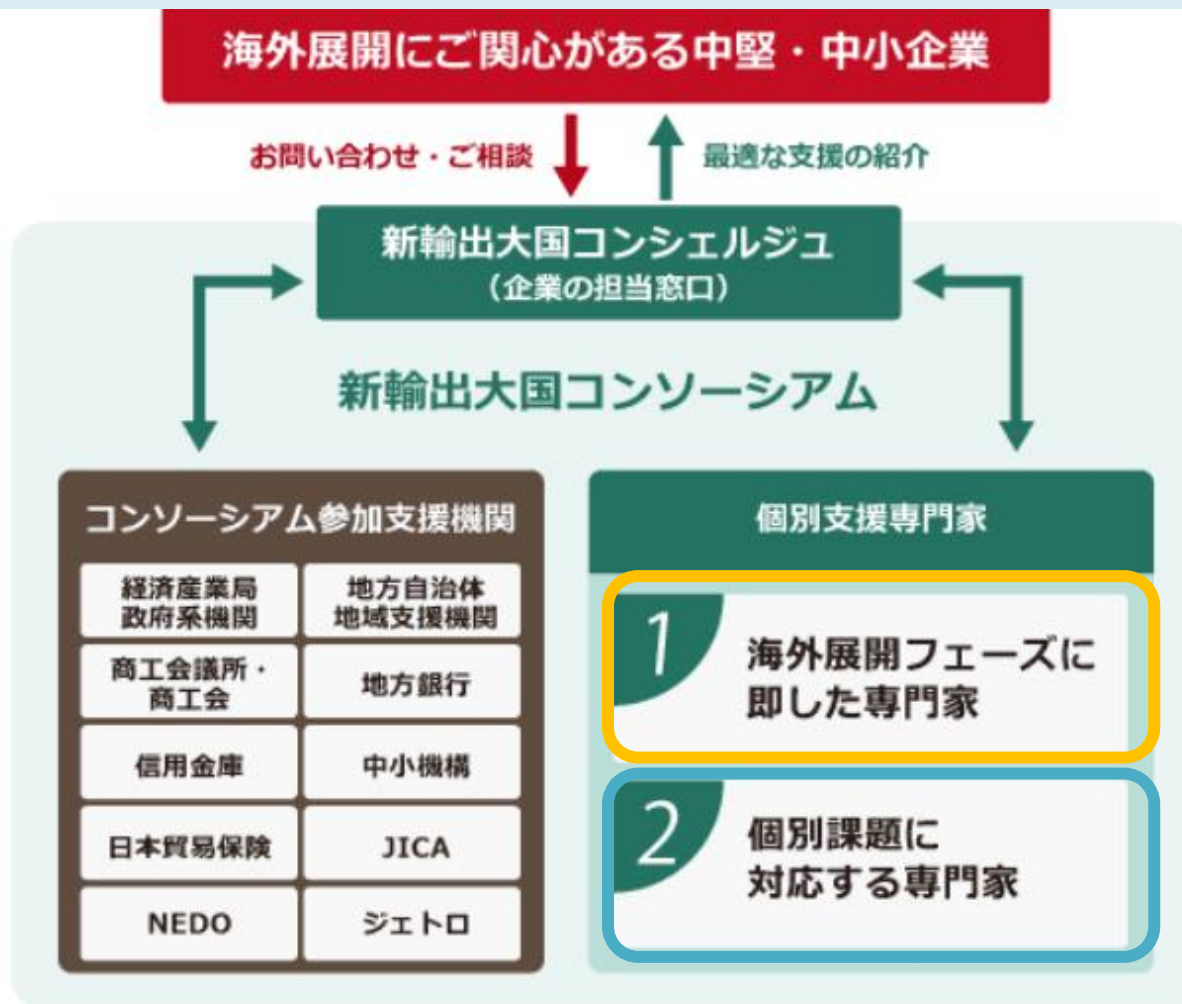 海外展開にご関心がある中堅・中小企業
お問い合わせ・ご相談
最適な支援の紹介
新輸出大国コンシェルジュ
（企業の担当窓口）
新輸出大国コンソーシアム
コンソーシアム参加支援機関
経済産業局
政府系機関
地方自治体
地域支援機関
商工会議所・
商工会
地方銀行
信用金庫
中小機構
日本貿易保険
JICA
NEDO
ジェトロ
個別支援専門家
1
海外展開フェーズに
即した専門家
2
個別課題に
対応する専門家